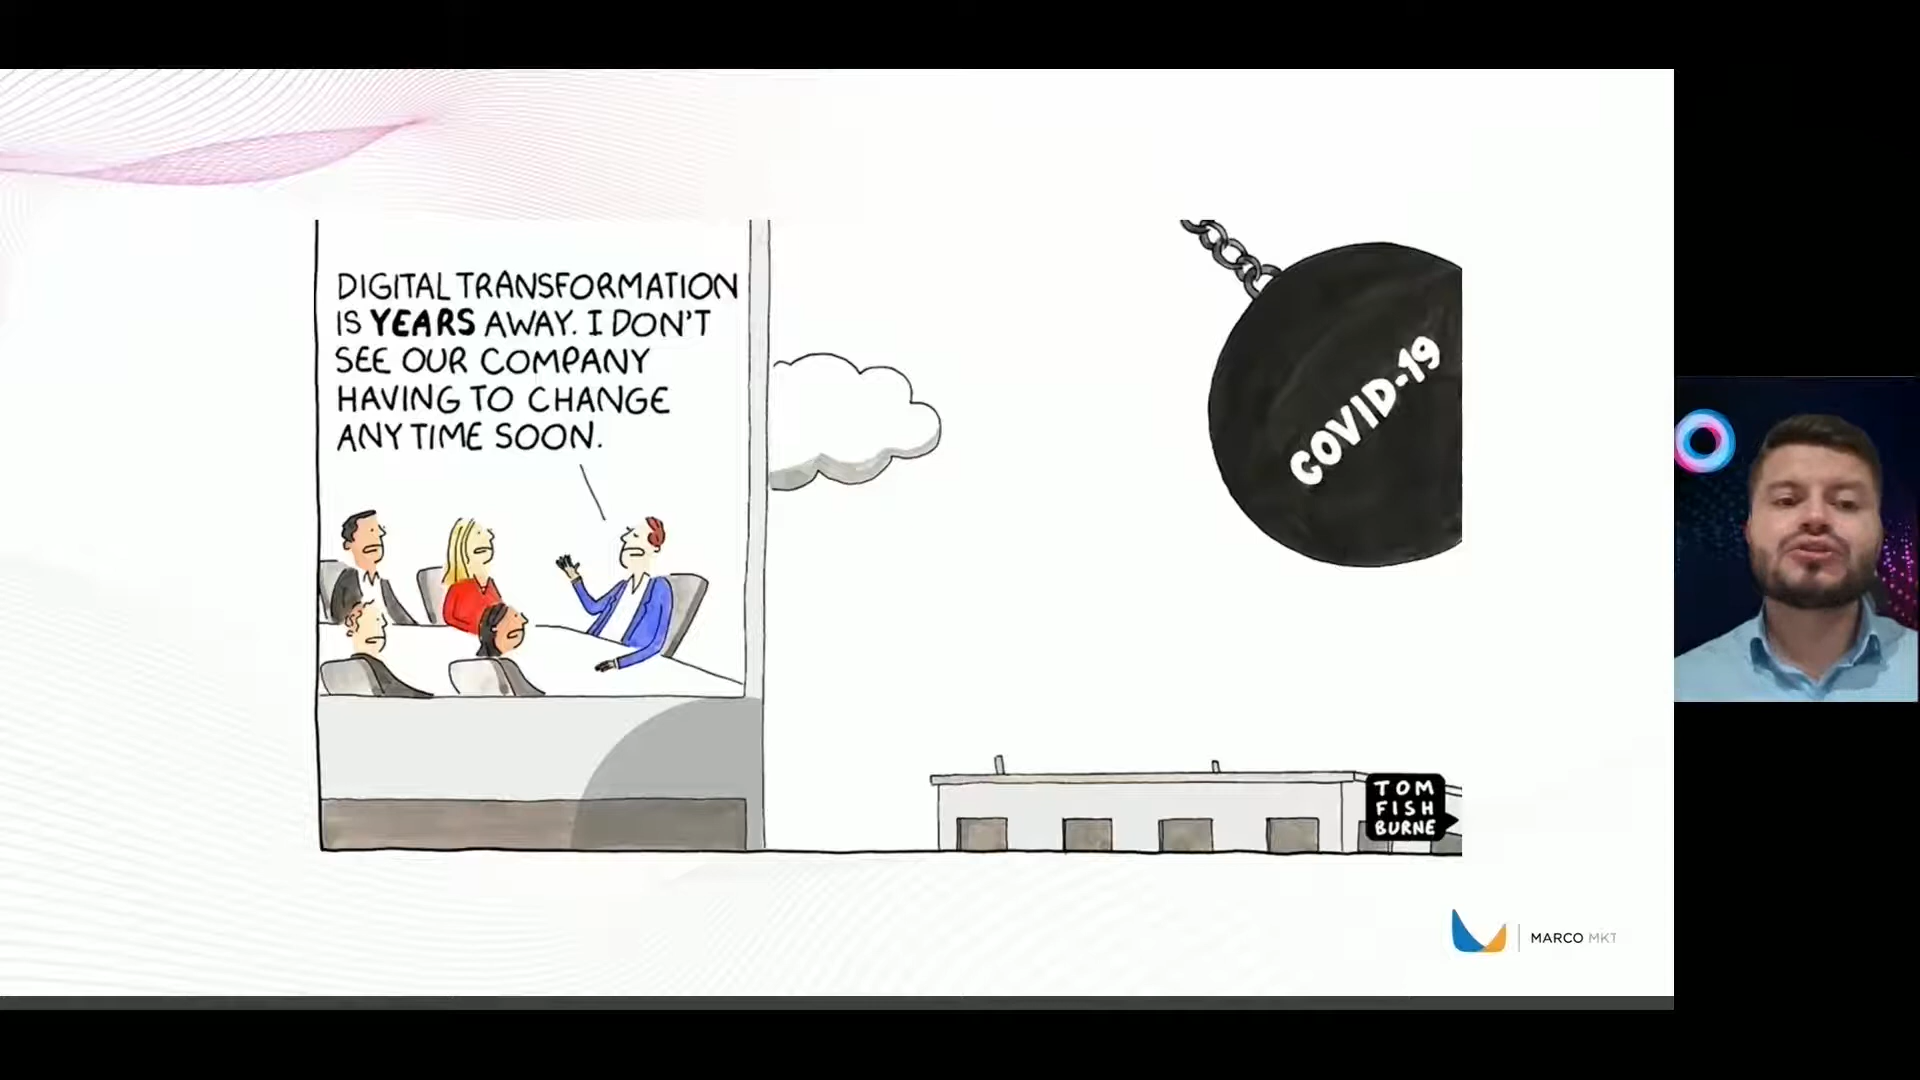 DIGITAL TRANSFORMATION
IS YEARS AWAY. I DON'T
SEE OUR COMPANY
HAVING TO CHANGE
ANY TIME SOON.
COVID-19
TOM
FISH
BURNE
MARCO MKT